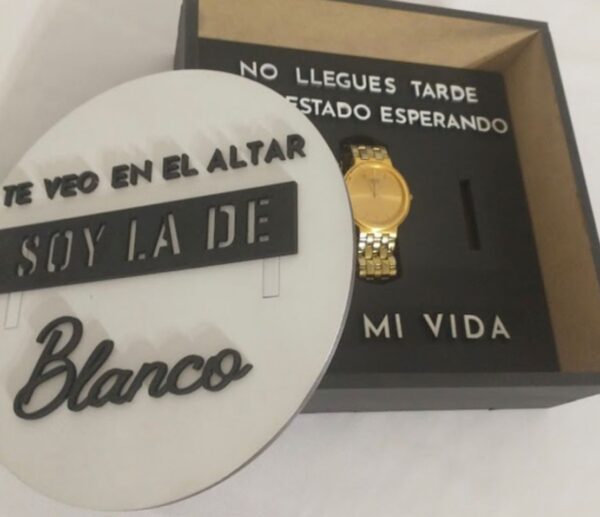 TE VEO EN EL ALTAR
SOY LA DE
Blanco
NO LLEGUES TARDE
ESTADO ESPERANDO
MI VIDA